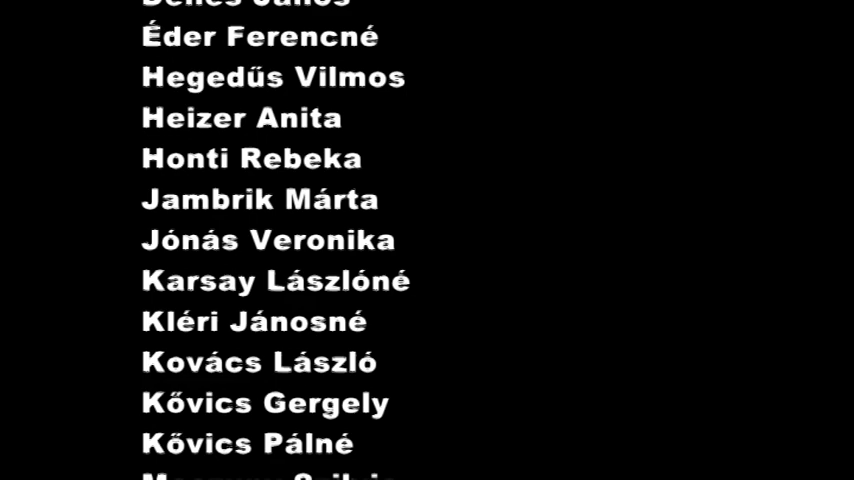 Éder Ferencné
Hegedűs Vilmos
Heizer Anita
Honti Rebeka
Jambrik Márta
Jónás Veronika
Karsay Lászlóné
Kléri Jánosné
Kovács László
Kővics Gergely
Kővics Pálné